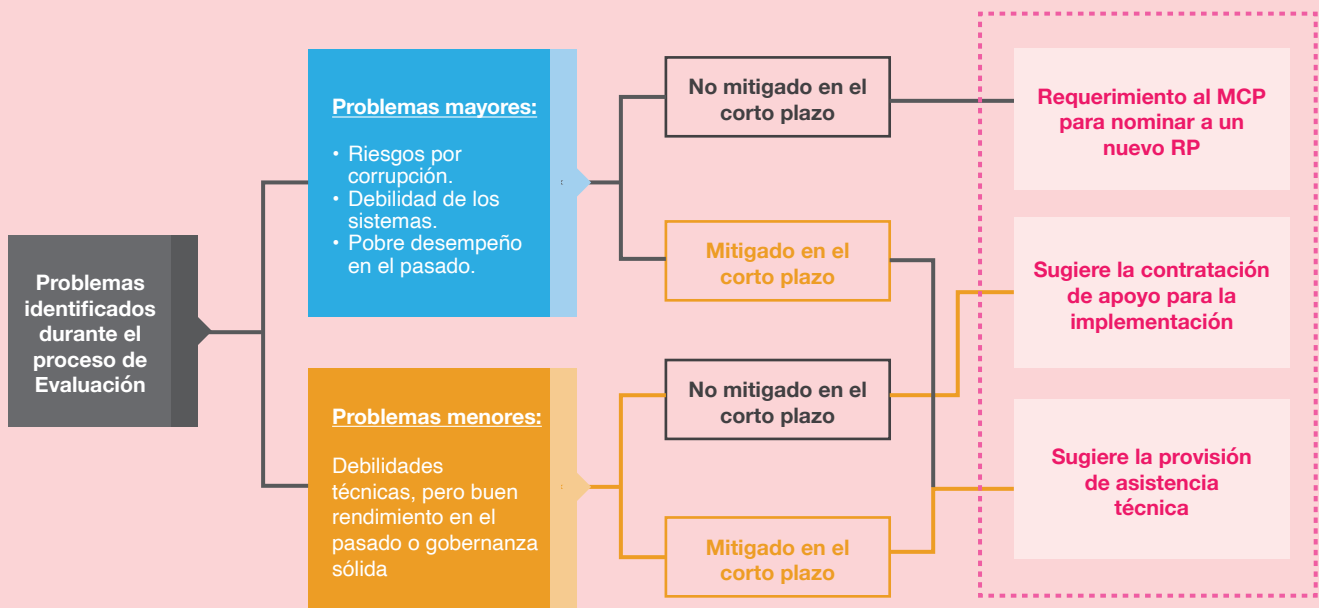 Problemas
identificados
durante el
proceso de
Evaluación
Problemas mayores:
• Riesgos por
corrupción.
• Debilidad de los
sistemas.
• Pobre desempeño
en el pasado.
Problemas menores:
Debilidades
técnicas, pero buen
rendimiento en el
pasado o gobernanza
sólida
No mitigado en el
corto plazo
Mitigado en el
corto plazo
No mitigado en el
corto plazo
Mitigado en el
corto plazo
Requerimiento al MCP
para nominar a un
nuevo RP
Sugiere la contratación
de apoyo para la
implementación
Sugiere la provisión
de asistencia
técnica